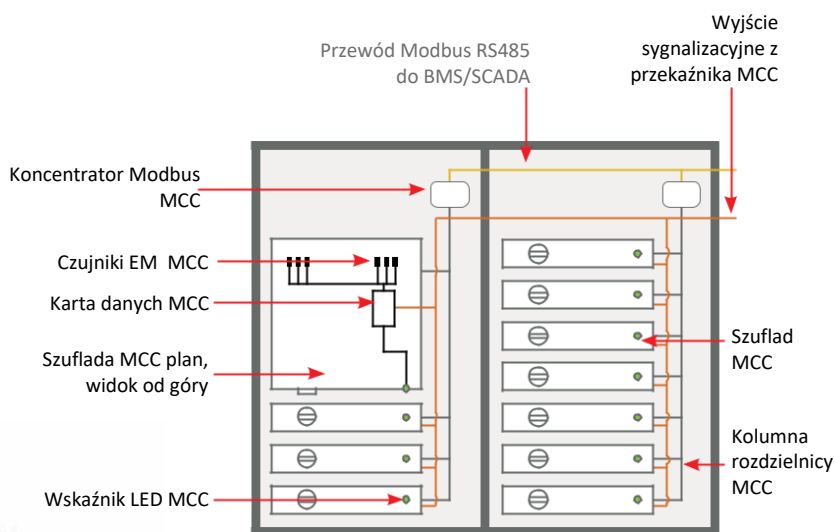 Przewód Modbus RS485
do BMS/SCADA
Wyjście
sygnalizacyjne z
przekaźnika MCC
Koncentrator Modbus
MCC
Czujniki EM MCC
Karta danych MCC
Szuflada MCC plan,
widok od góry
Wskaźnik LED MCC
Szuflad
MCC
Kolumna
rozdzielnicy
MCC